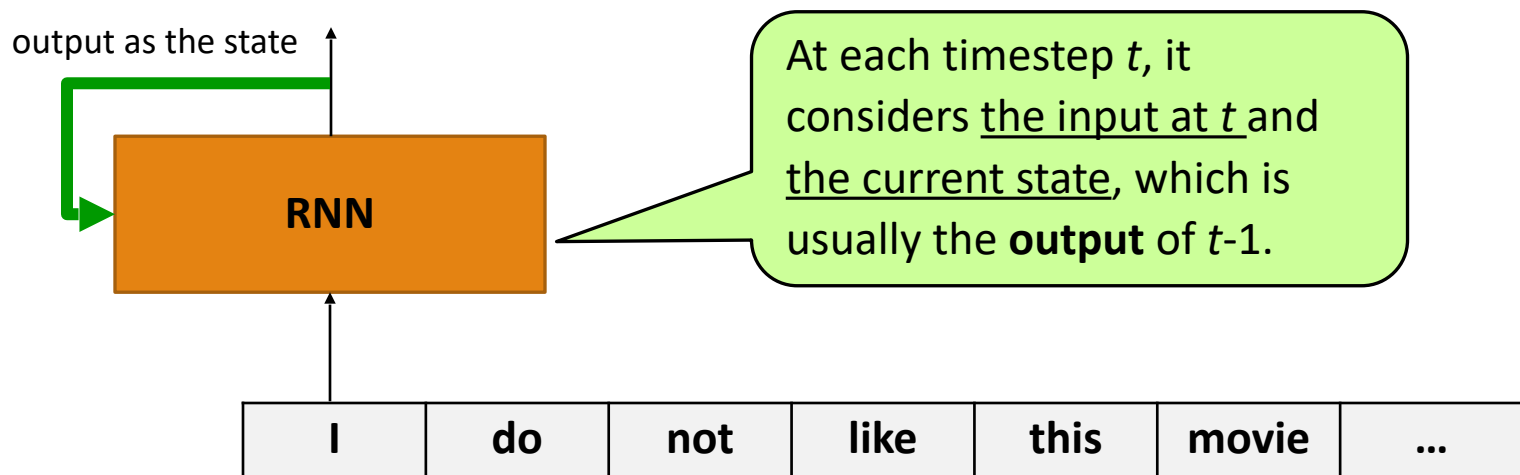 output as the state
At each timestep t, it
considers the input at t and
the current state, which is
usually the output of t-1.
RNN
I do not like this movie ...